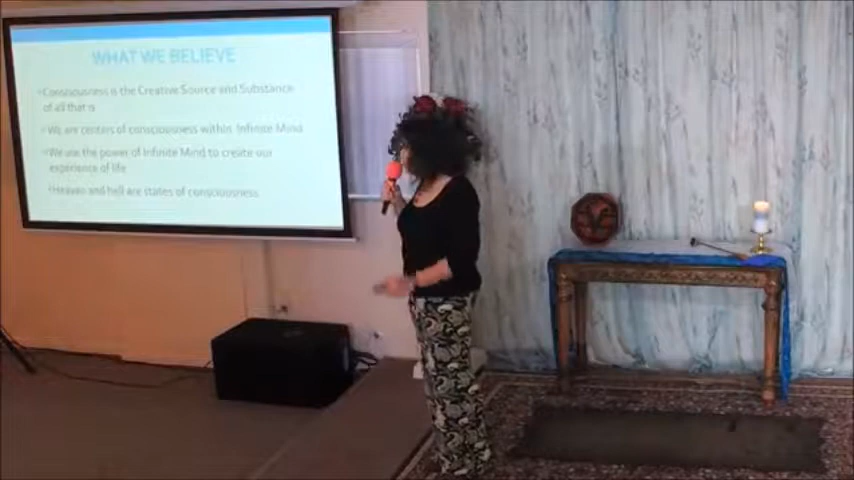 WHAT WE BELIEVE
Consciousness is the Creative Source and Substance
of all that is
We are centers of consciousness within Infinite Mind
We use the power of Infinite Mind to create our
experience of life
Heaven and hell are states of consciousness